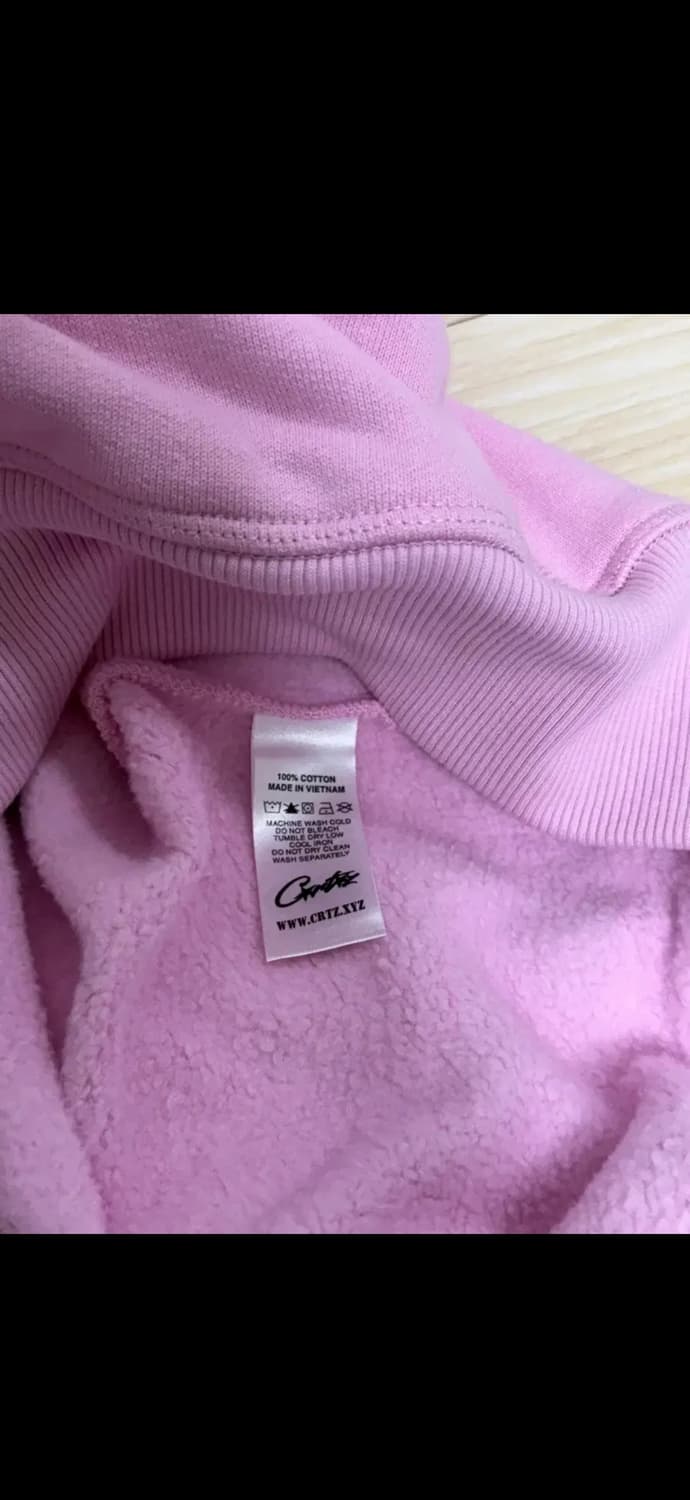 100% COTTON
MADE IN VIETNAM
MACHINE WASH COLD
DO NOT BLEACH
TUMBLE DRY LOW
COOL IRON
DO NOT DRY CLEAN
WASH SEPARATELY
Corteiz
WWW.CRTZ.XYZ